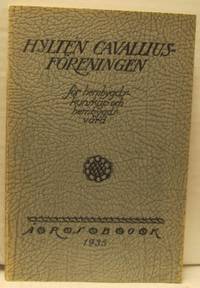 HYLTÉN CAVALLIUS-
FÖRENINGEN
för hembygds-
kunskap och
hembygds-
vård
ÅRSBOK
1935